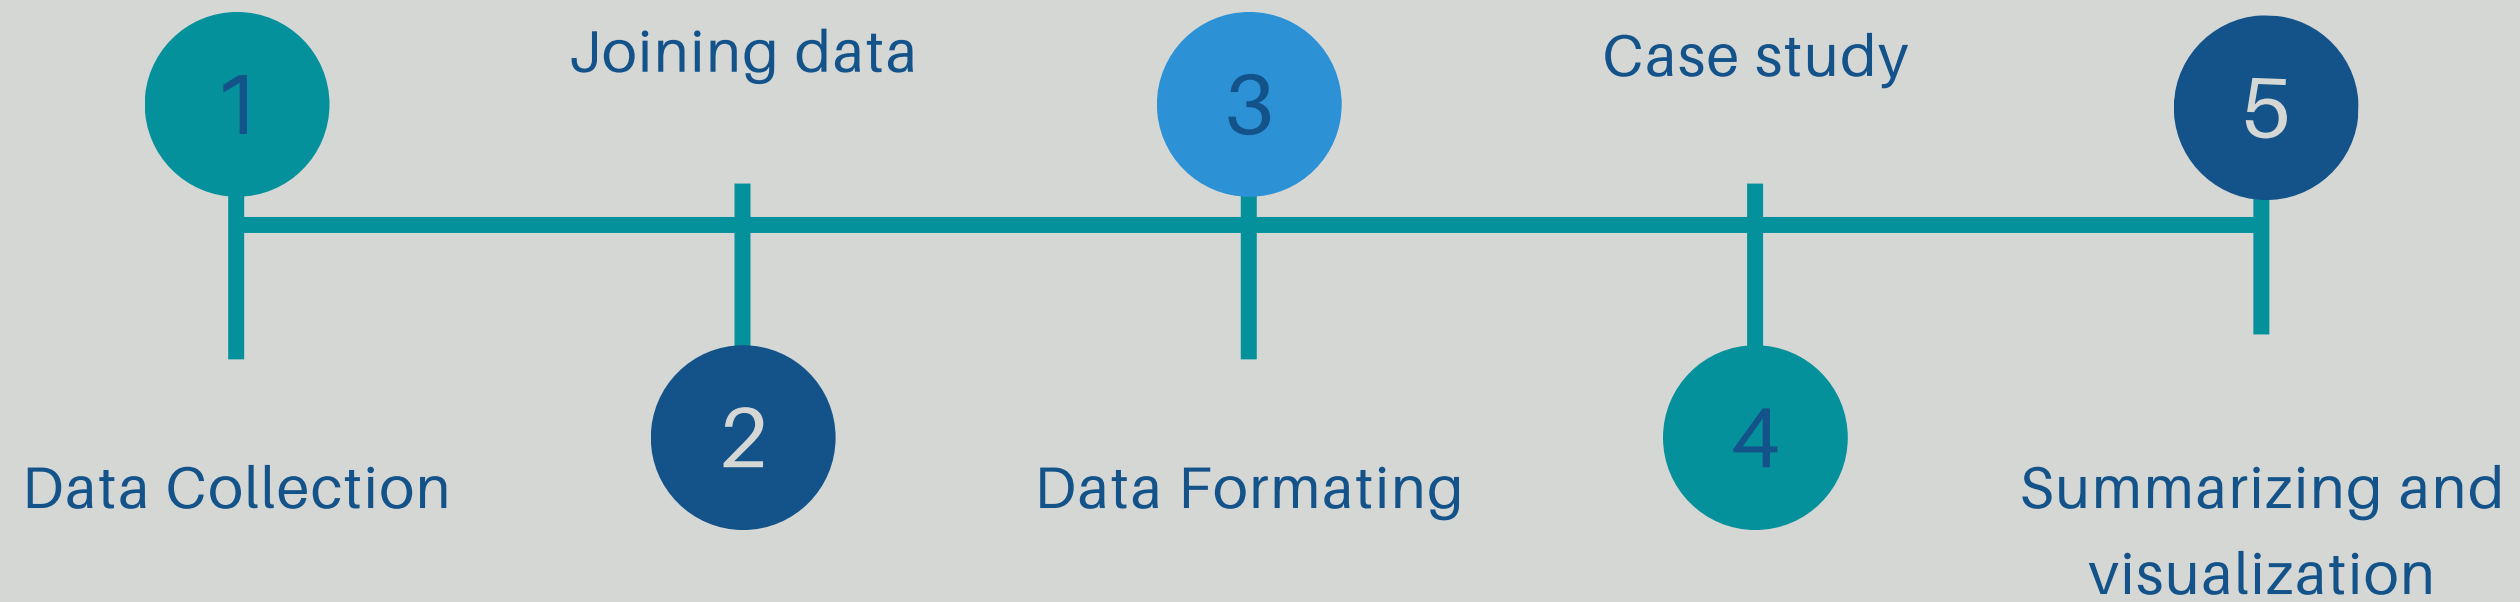 1
Data Collection
Joining data
2
3
Data Formating
Case study
4
5
Summarizing and
visualization